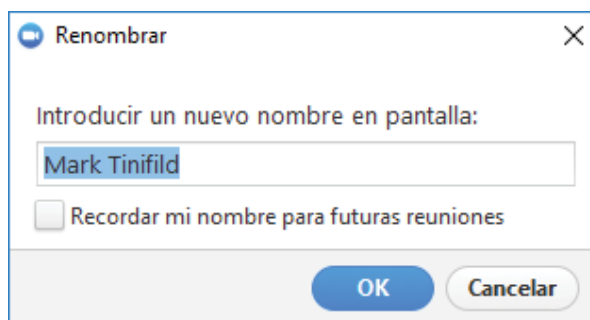 Renombrar
Introducir un nuevo nombre en pantalla:
Mark Tinifild
Recordar mi nombre para futuras reuniones
OK Cancelar